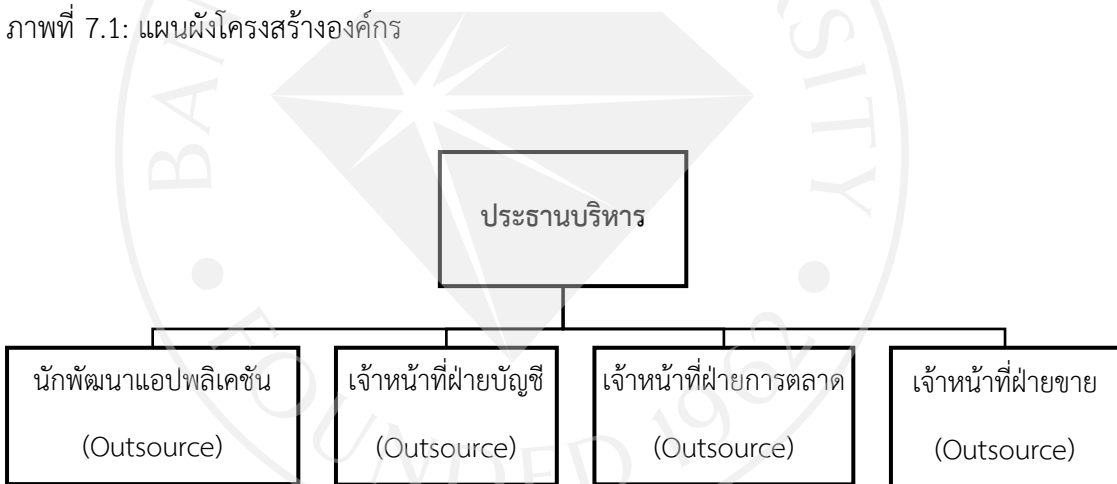 ภาพที่ 7.1: แผนผังโครงสร้างองค์กร
ประธานบริหาร
นักพัฒนาแอปพลิเคชัน
(Outsource)
เจ้าหน้าที่ฝ่ายบัญชี
(Outsource)
เจ้าหน้าที่ฝ่ายการตลาด
(Outsource)
เจ้าหน้าที่ฝ่ายขาย
(Outsource)
FOUNDED 1962